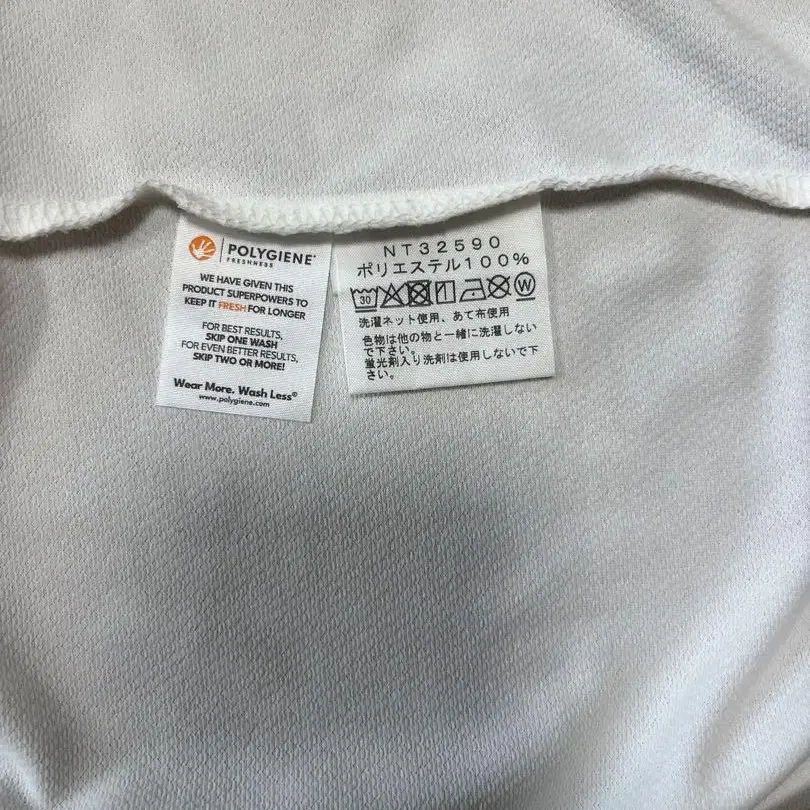 POLYGIENE®
FRESHNESS
WE HAVE GIVEN THIS
PRODUCT SUPERPOWERS TO
KEEP IT FRESH FOR LONGER
FOR BEST RESULTS,
SKIP ONE WASH
FOR EVEN BETTER RESULTS,
SKIP TWO OR MORE!
Wear More. Wash Less®
www.polygiene.com
NT32590
ポリエステル100%
30 W
洗濯ネット使用、あて布使用
色物は他の物と一緒に洗濯しない
で下さい。
蛍光剤入り洗剤は使用しないで下
さい。